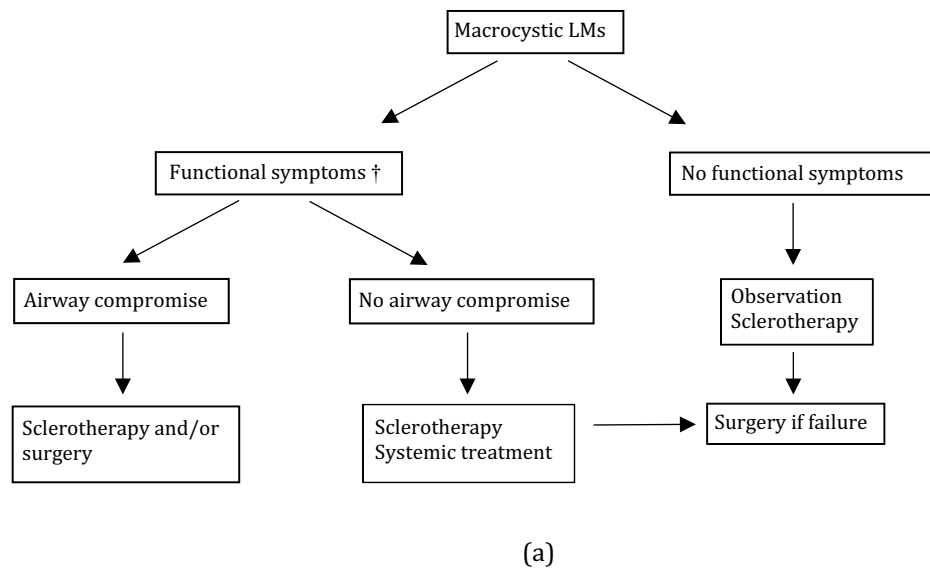 Macrocystic LMs
Functional symptoms †
No functional symptoms
Airway compromise
No airway compromise
Observation
Sclerotherapy
Sclerotherapy and/or
surgery
Sclerotherapy
Systemic treatment
Surgery if failure
(a)